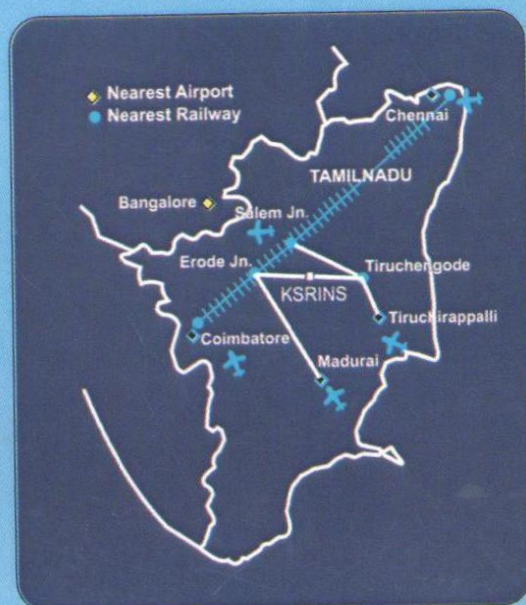 Nearest Airport
Nearest Railway
Chennai
TAMILNADU
Bangalore
Salem Jn.
Erode Jn.
Tiruchengode
KSRINS
Tiruchirappalli
Coimbatore
Madurai